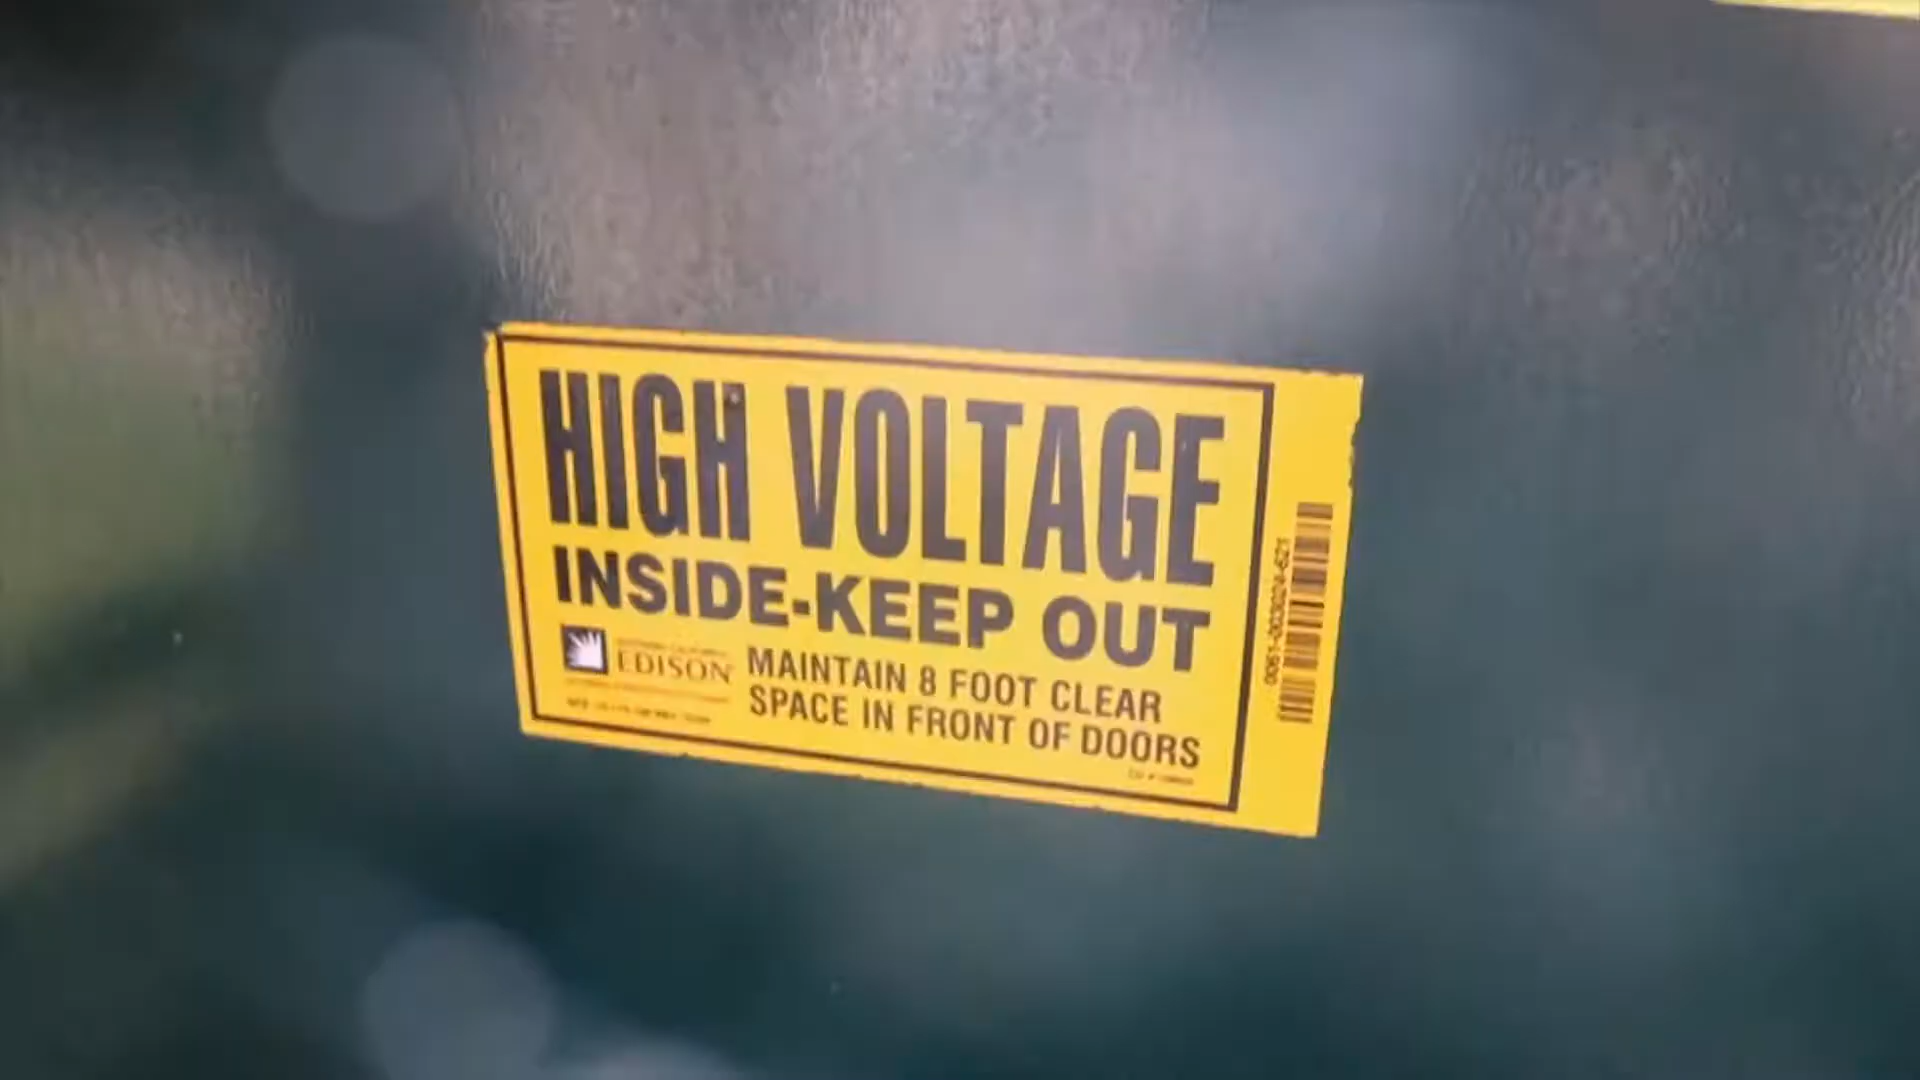 HIGH VOLTAGE
INSIDE-KEEP OUT
EDISON
MAINTAIN 8 FOOT CLEAR
SPACE IN FRONT OF DOORS